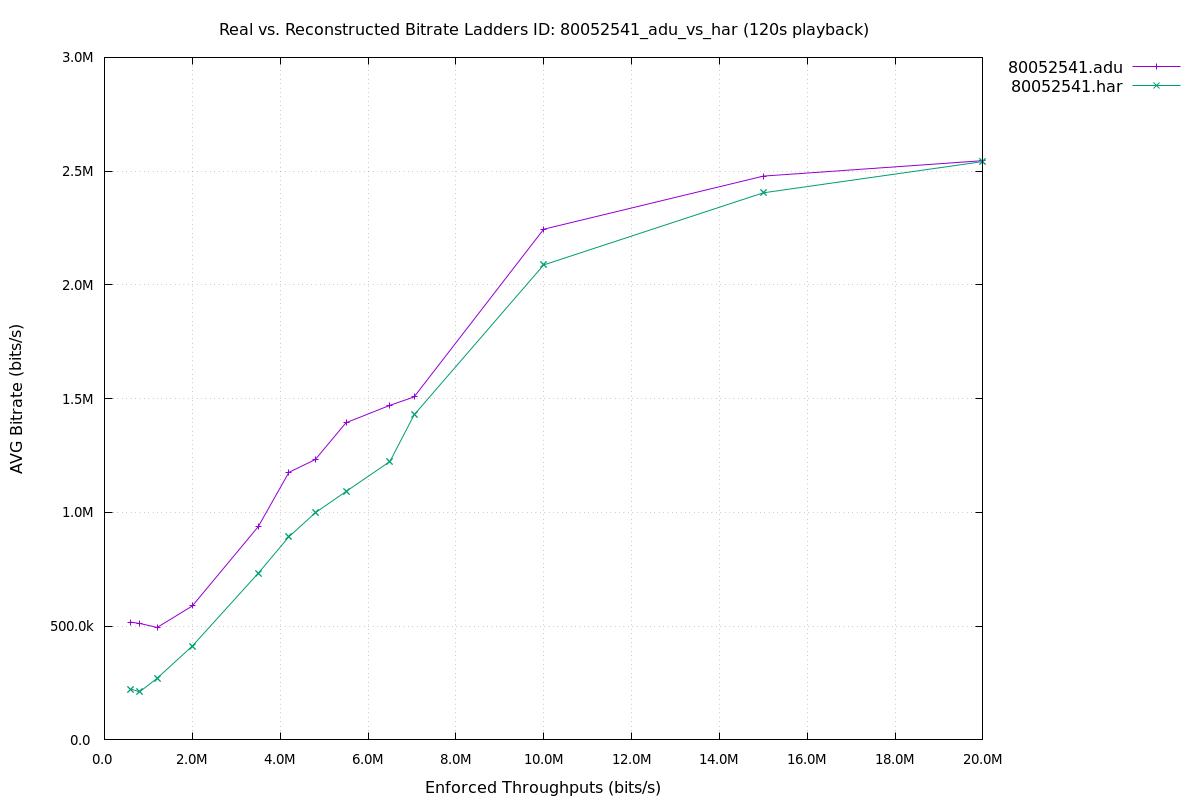 Real vs. Reconstructed Bitrate Ladders ID: 80052541_adu_vs_har (120s playback)
80052541.adu
80052541.har
3.0M
2.5M
2.0M
1.5M
1.0M
500.0k
0.0
AVG Bitrate (bits/s)
0.0 2.0M 4.0M 6.0M 8.0M 10.0M 12.0M 14.0M 16.0M 18.0M 20.0M
Enforced Throughputs (bits/s)